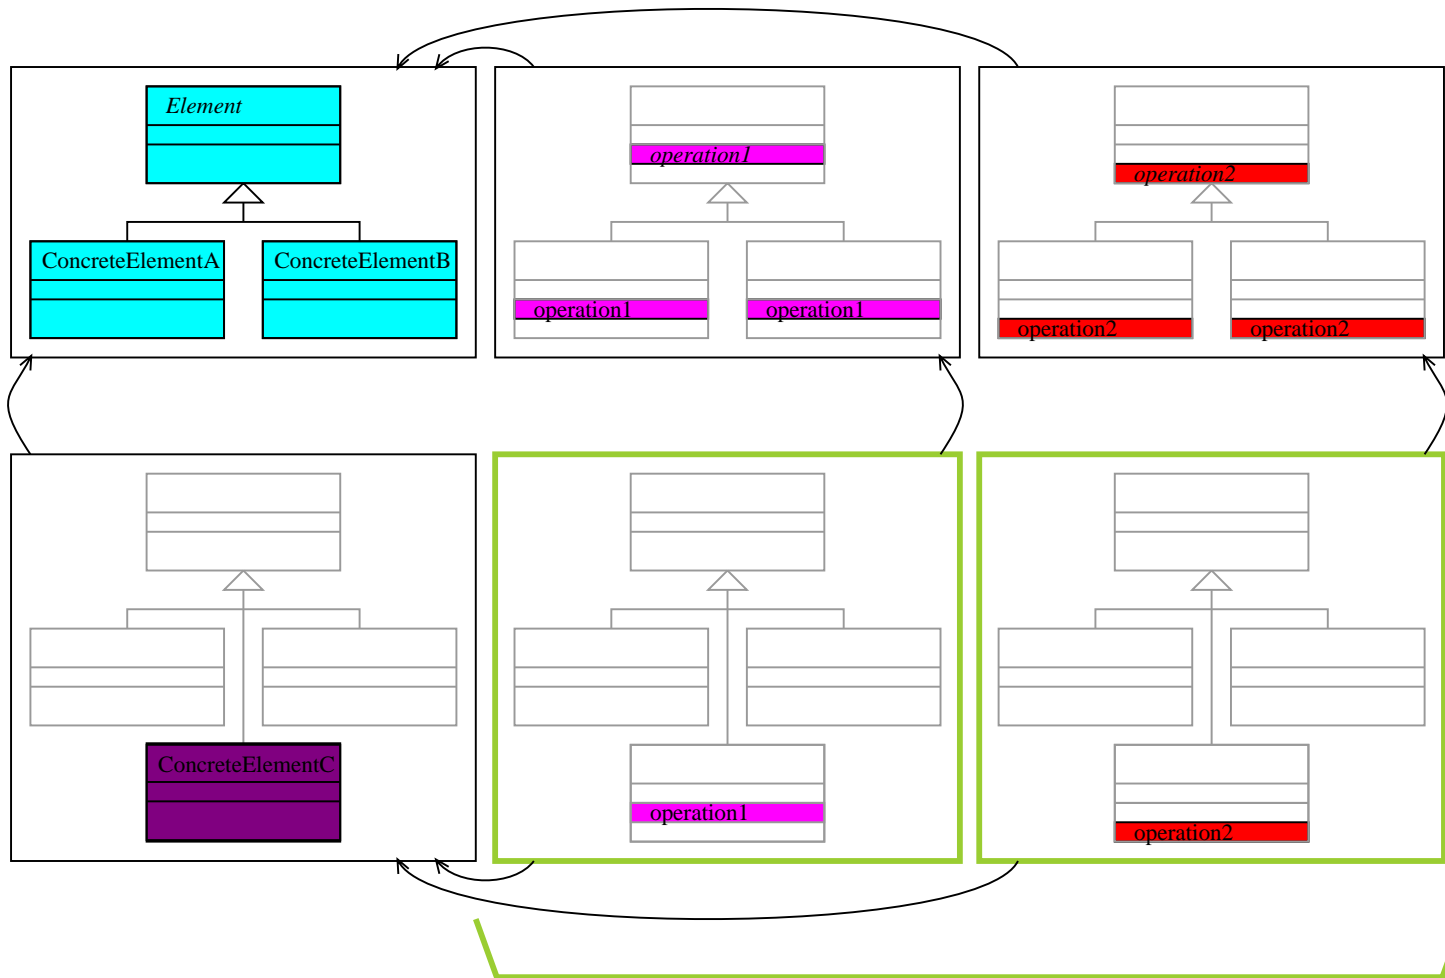 Element
ConcreteElementA
ConcreteElementB
operation1
operation1
operation1
operation2
operation2
operation2
ConcreteElementC
operation1
operation2